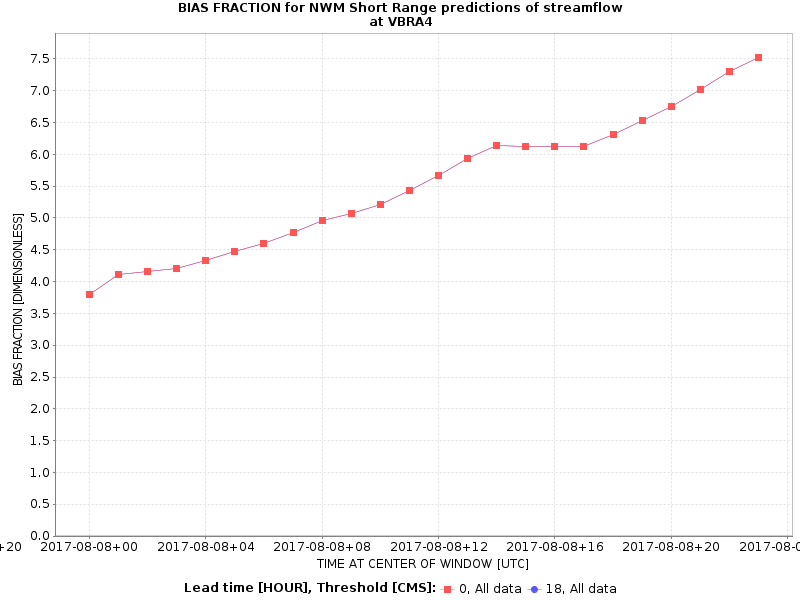 BIAS FRACTION for NWM Short Range predictions of streamflow
at VBRA4
7.5
7.0
6.5
6.0
5.5
5.0
4.5
4.0
3.5
3.0
2.5
2.0
1.5
1.0
0.5
0.0
BIAS FRACTION [DIMENSIONLESS]
+20 2017-08-08+00 2017-08-08+04 2017-08-08+08 2017-08-08+12 2017-08-08+16 2017-08-08+20 2017-08-0
TIME AT CENTER OF WINDOW [UTC]
Lead time [HOUR], Threshold [CMS]: 0, All data 18, All data